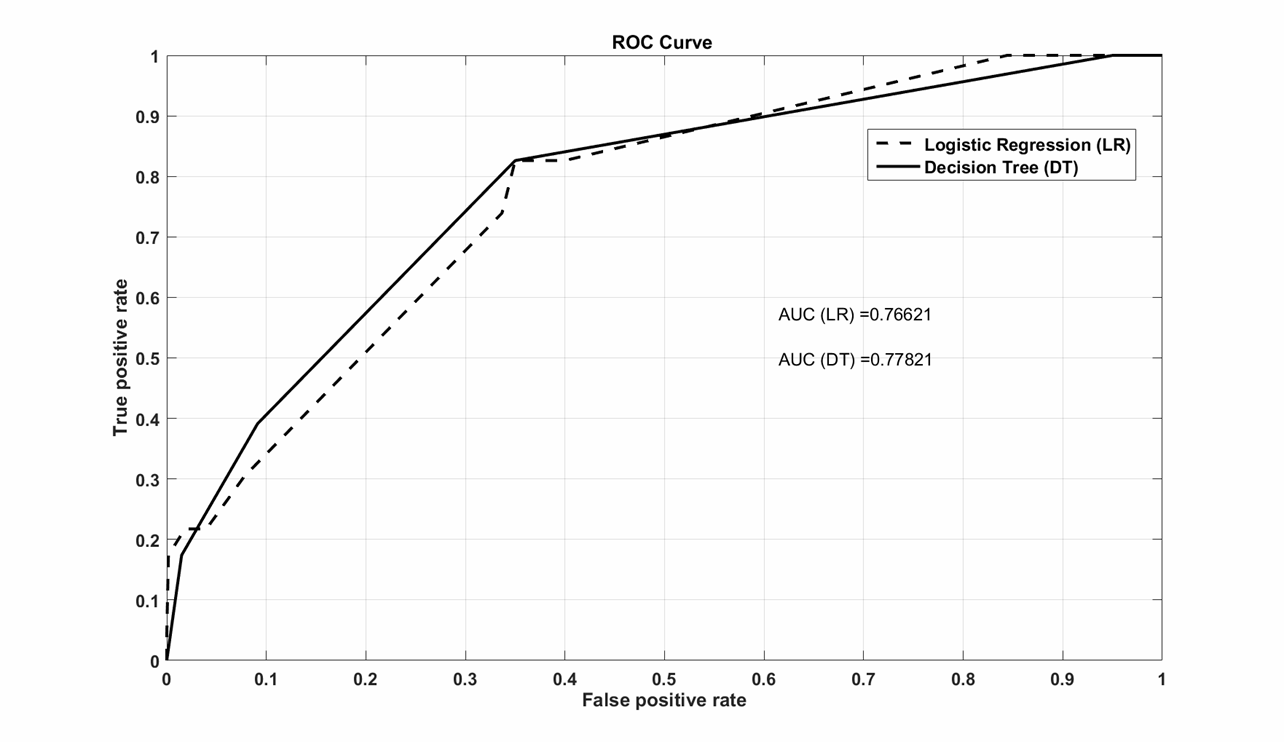 ROC Curve
1
0.9
0.8
0.7
0.6
0.5
0.4
0.3
0.2
0.1
0
True positive rate
Logistic Regression (LR)
Decision Tree (DT)
AUC (LR) =0.76621
AUC (DT) =0.77821
0 0.1 0.2 0.3 0.4 0.5 0.6 0.7 0.8 0.9 1
False positive rate